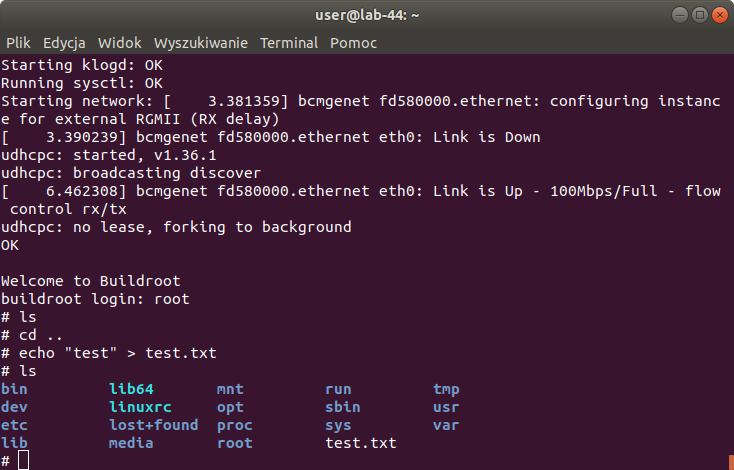 user@lab-44: ~
Plik Edycja Widok Wyszukiwanie Terminal Pomoc
Starting klogd: OK
Running sysctl: OK
Starting network: [    3.381359] bcmgenet fd580000.ethernet: configuring instanc
e for external RGMII (RX delay)
[    3.390239] bcmgenet fd580000.ethernet eth0: Link is Down
udhcpc: started, v1.36.1
udhcpc: broadcasting discover
[    6.462308] bcmgenet fd580000.ethernet eth0: Link is Up - 100Mbps/Full - flow
 control rx/tx
udhcpc: no lease, forking to background
OK

Welcome to Buildroot
buildroot login: root
# ls
# cd ..
# echo "test" > test.txt
# ls
bin         lib64       mnt         run         tmp
dev         linuxrc     opt         sbin        usr
etc         lost+found  proc        sys         var
lib         media       root        test.txt
#